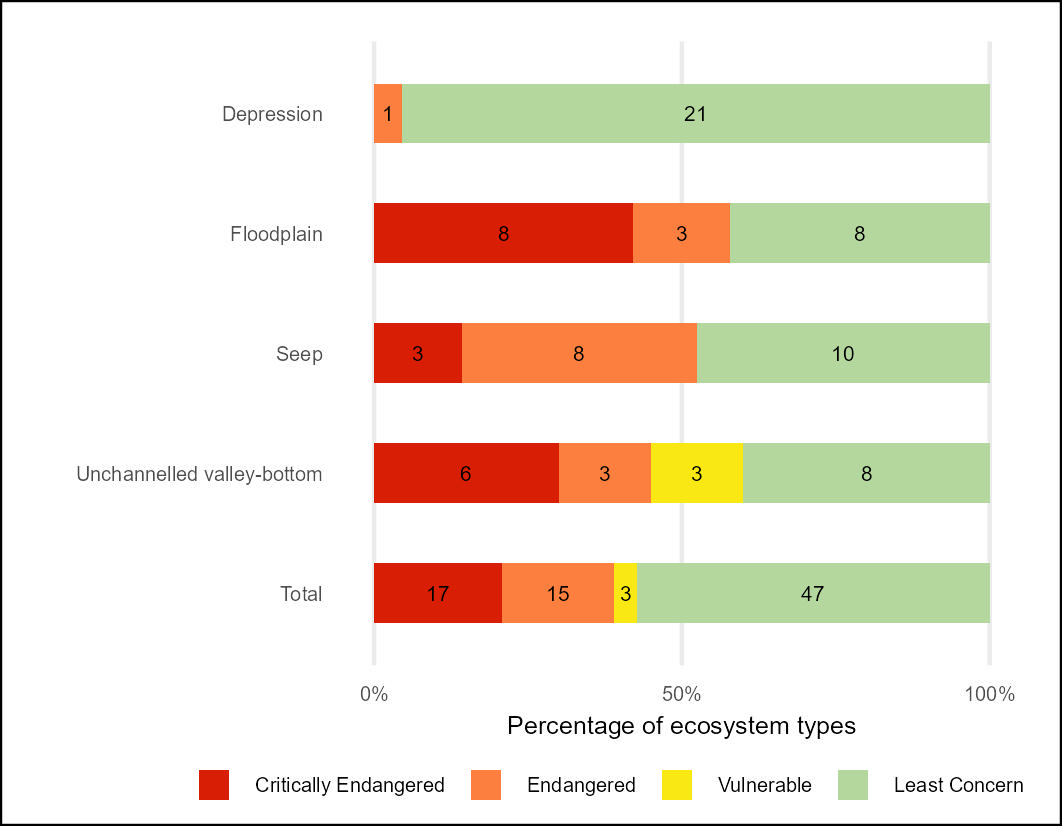 Depression 1 21
Floodplain 8 3 8
Seep 3 8 10
Unchannelled valley-bottom 6 3 3 8
Total 17 15 3 47
0% 50% 100%
Percentage of ecosystem types
Critically Endangered Endangered Vulnerable Least Concern